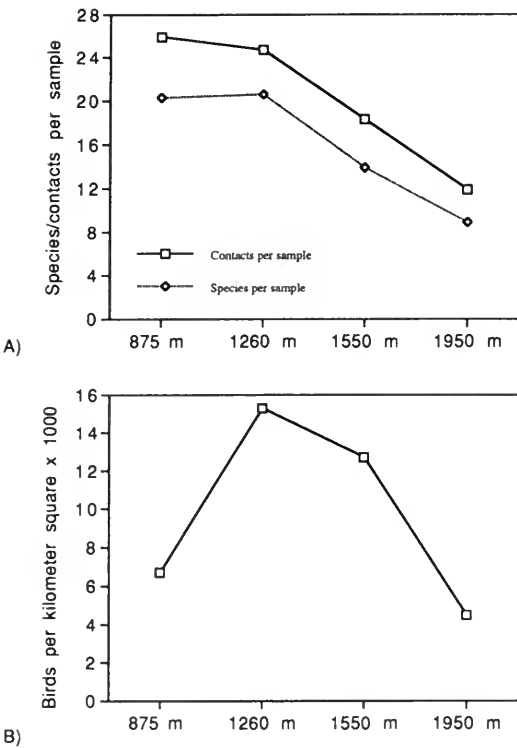 28
24
20
16
12
8
4
0
Species/contacts per sample
Contacts per sample
Species per sample
875 m 1260 m 1550 m 1950 m
A)
16
14
12
10
8
6
4
2
0
Birds per kilometer square x 1000
875 m 1260 m 1550 m 1950 m
B)